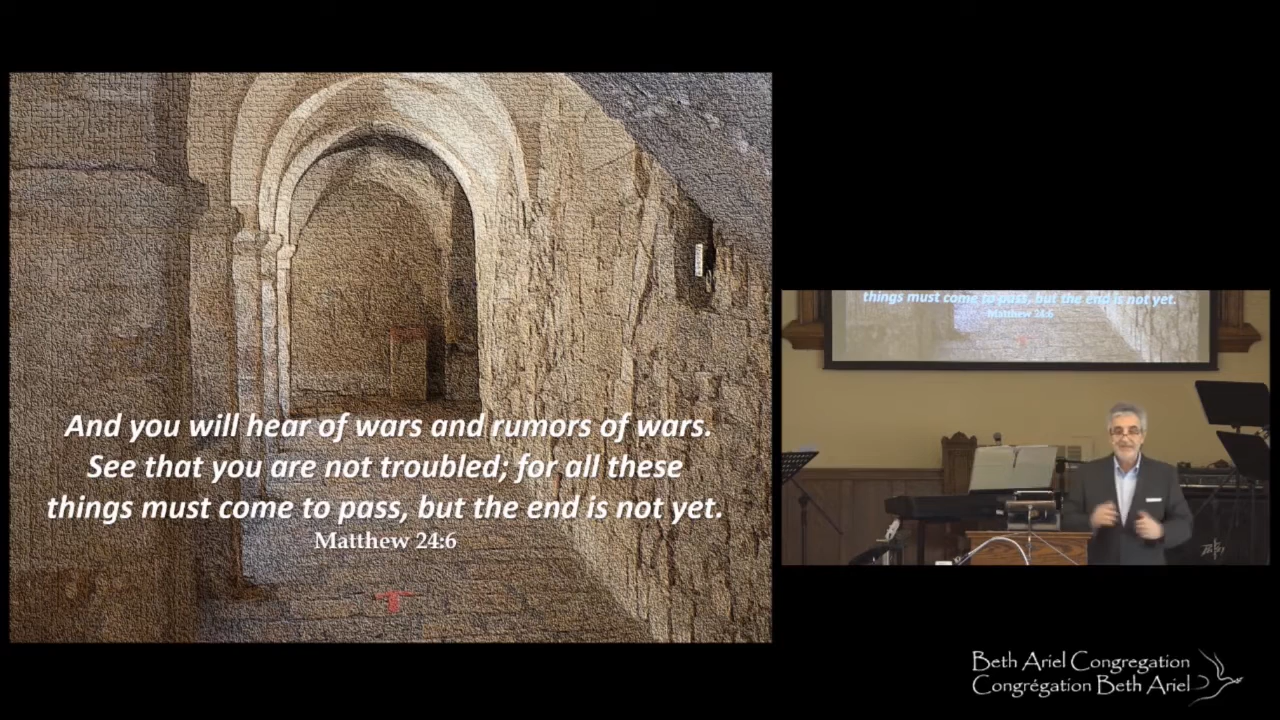 And you will hear of wars and rumors of wars.
See that you are not troubled; for all these
things must come to pass, but the end is not yet.
Matthew 24:6
things must come to pass, but the end is not yet.
Matthew 24:6
Beth Ariel Congregation
Congrégation Beth Ariel